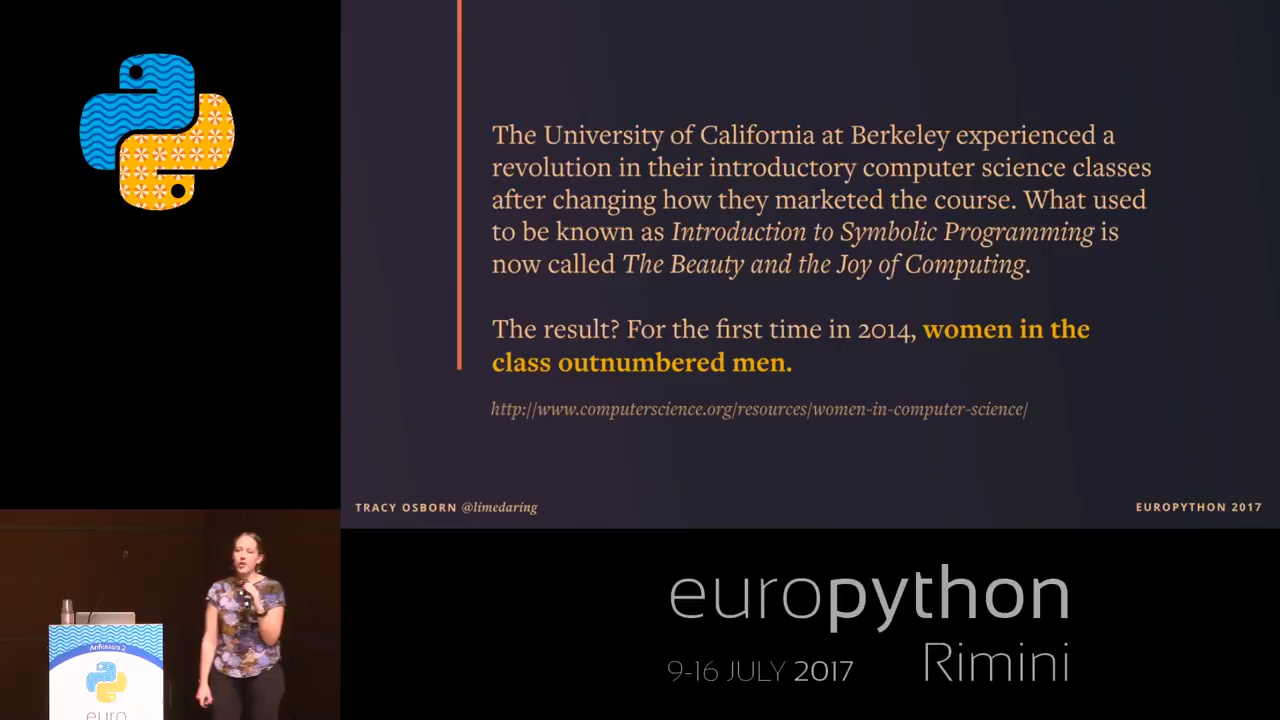 The University of California at Berkeley experienced a
revolution in their introductory computer science classes
after changing how they marketed the course. What used
to be known as Introduction to Symbolic Programming is
now called The Beauty and the Joy of Computing.
The result? For the first time in 2014, women in the
class outnumbered men.
http://www.computerscience.org/resources/women-in-computer-science/
TRACY OSBORN @limedaring
EUROPYTHON 2017
europython
Rimini
9-16 JULY 2017
Anfiteatro 2
euro